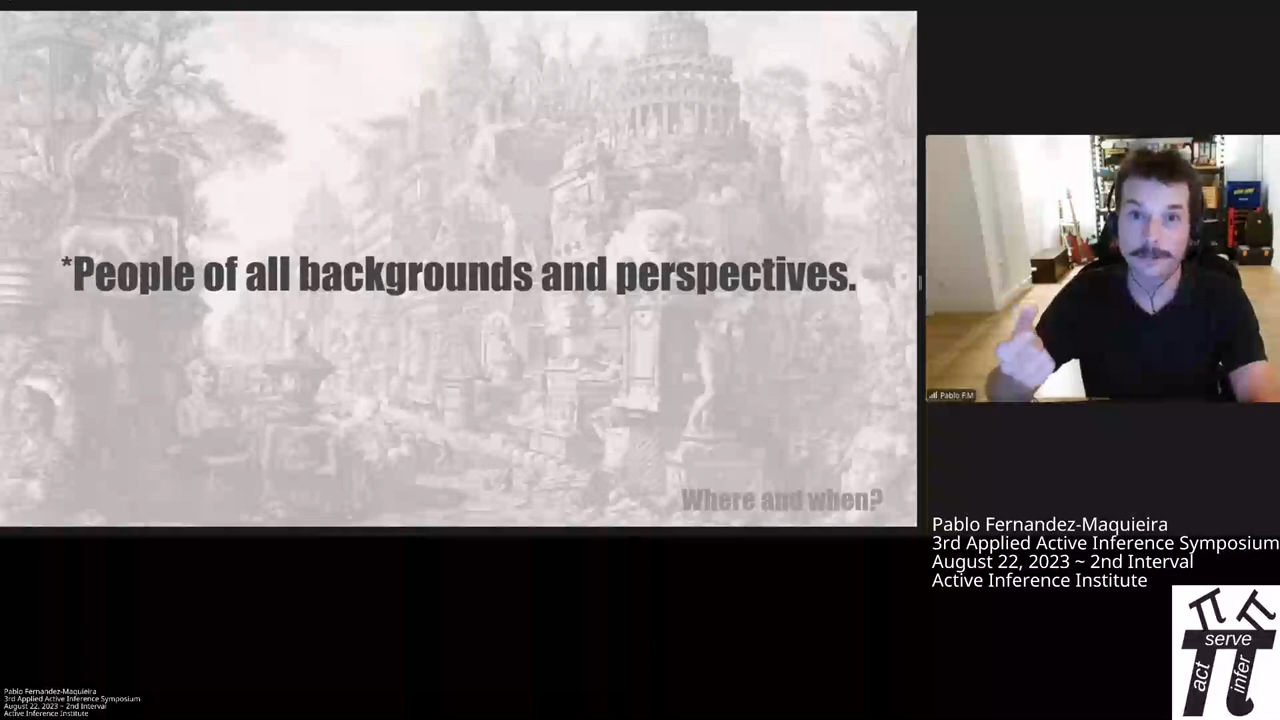 *People of all backgrounds and perspectives.
Where and when?
Pablo F.M
Pablo Fernandez-Maquieira
3rd Applied Active Inference Symposium
August 22, 2023 ~ 2nd Interval
Active Inference Institute
serve
act
infer
Pablo Fernandez-Maquieira
3rd Applied Active Inference Symposium
August 22, 2023 ~ 2nd Interval
Active Inference Institute